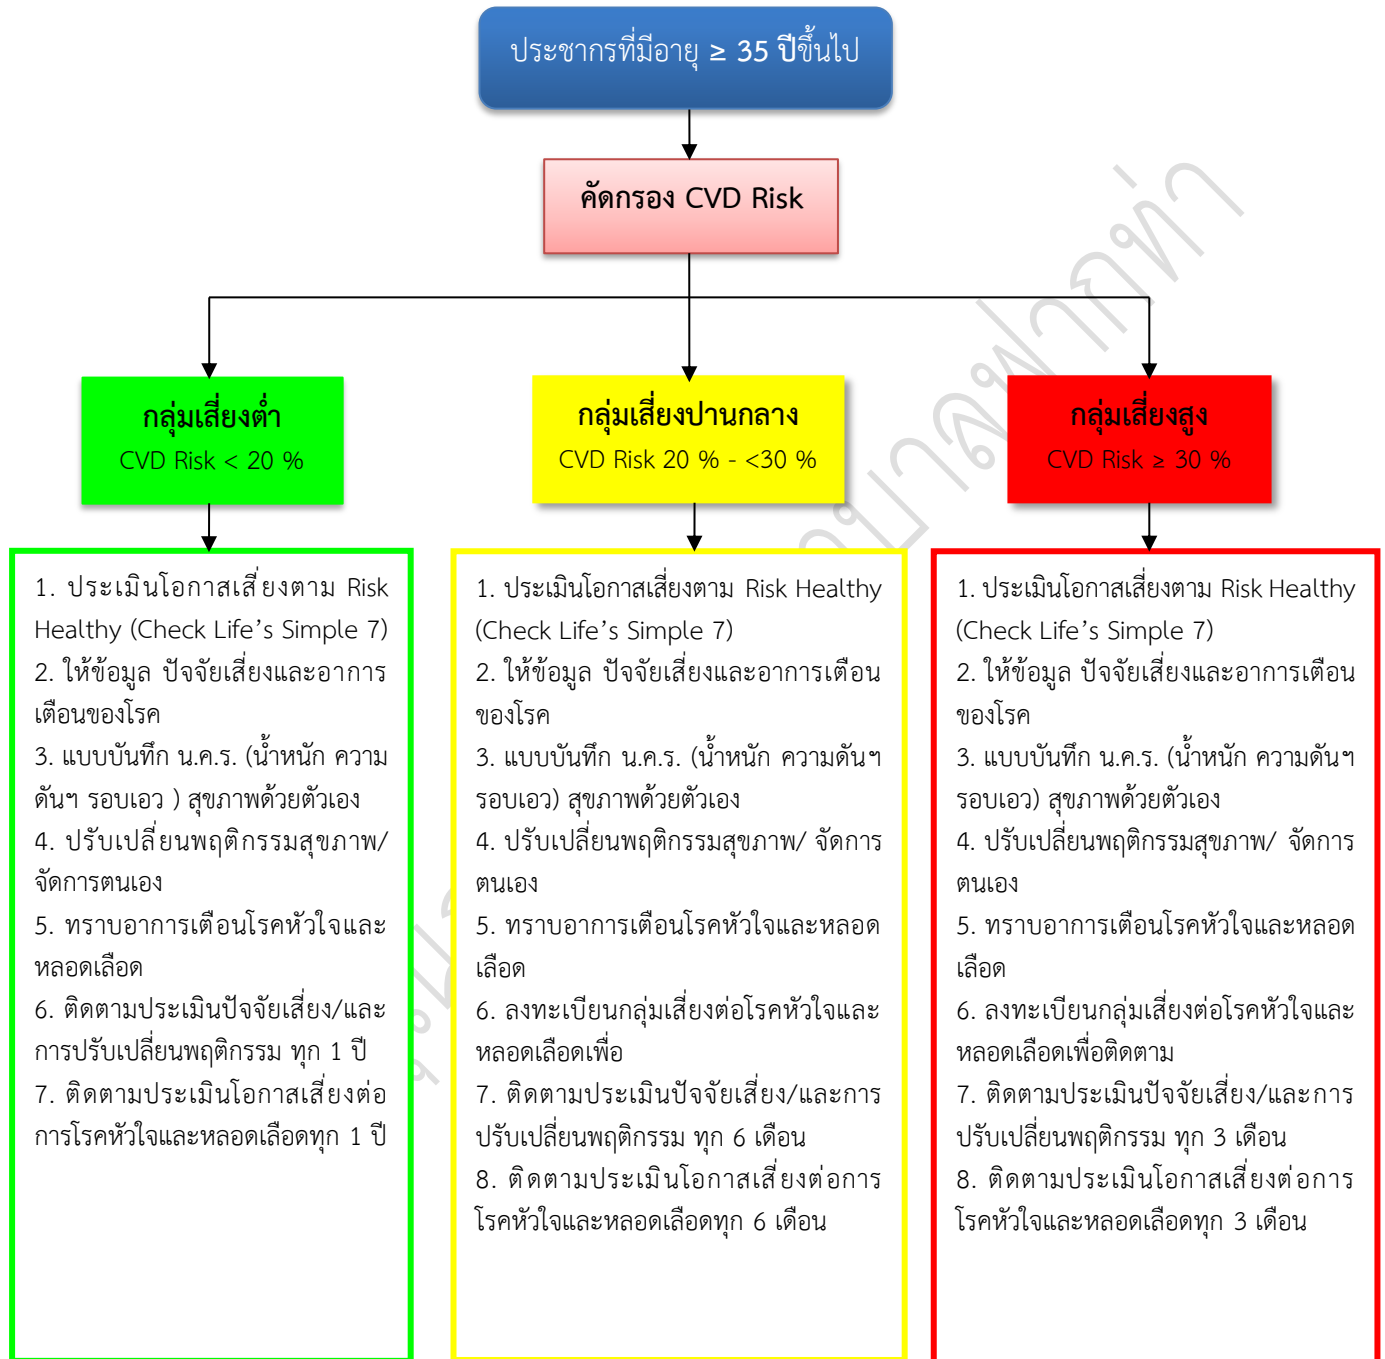 ประชากรที่มีอายุ ≥ 35 ปีขึ้นไป
คัดกรอง CVD Risk
กลุ่มเสี่ยงต่ำ
CVD Risk < 20 %
กลุ่มเสี่ยงปานกลาง
CVD Risk 20 % - <30 %
กลุ่มเสี่ยงสูง
CVD Risk ≥ 30 %
1. ประเมินโอกาสเสี่ยงตาม Risk
Healthy (Check Life’s Simple 7)
2. ให้ข้อมูล ปัจจัยเสี่ยงและอาการ
เตือนของโรค
3. แบบบันทึก น.ค.ร. (น้ำหนัก ความ
ดันฯ รอบเอว ) สุขภาพด้วยตัวเอง
4. ปรับเปลี่ยนพฤติกรรมสุขภาพ/
จัดการตนเอง
5. ทราบอาการเตือนโรคหัวใจและ
หลอดเลือด
6. ติดตามประเมินปัจจัยเสี่ยง/และ
การปรับเปลี่ยนพฤติกรรม ทุก 1 ปี
7. ติดตามประเมินโอกาสเสี่ยงต่อ
การโรคหัวใจและหลอดเลือดทุก 1 ปี
1. ประเมินโอกาสเสี่ยงตาม Risk Healthy
(Check Life’s Simple 7)
2. ให้ข้อมูล ปัจจัยเสี่ยงและอาการเตือน
ของโรค
3. แบบบันทึก น.ค.ร. (น้ำหนัก ความดันฯ
รอบเอว) สุขภาพด้วยตัวเอง
4. ปรับเปลี่ยนพฤติกรรมสุขภาพ/ จัดการ
ตนเอง
5. ทราบอาการเตือนโรคหัวใจและหลอด
เลือด
6. ลงทะเบียนกลุ่มเสี่ยงต่อโรคหัวใจและ
หลอดเลือดเพื่อ
7. ติดตามประเมินปัจจัยเสี่ยง/และการ
ปรับเปลี่ยนพฤติกรรม ทุก 6 เดือน
8. ติดตามประเมินโอกาสเสี่ยงต่อการ
โรคหัวใจและหลอดเลือดทุก 6 เดือน
1. ประเมินโอกาสเสี่ยงตาม Risk Healthy
(Check Life’s Simple 7)
2. ให้ข้อมูล ปัจจัยเสี่ยงและอาการเตือน
ของโรค
3. แบบบันทึก น.ค.ร. (น้ำหนัก ความดันฯ
รอบเอว) สุขภาพด้วยตัวเอง
4. ปรับเปลี่ยนพฤติกรรมสุขภาพ/ จัดการ
ตนเอง
5. ทราบอาการเตือนโรคหัวใจและหลอด
เลือด
6. ลงทะเบียนกลุ่มเสี่ยงต่อโรคหัวใจและ
หลอดเลือดเพื่อติดตาม
7. ติดตามประเมินปัจจัยเสี่ยง/และการ
ปรับเปลี่ยนพฤติกรรม ทุก 3 เดือน
8. ติดตามประเมินโอกาสเสี่ยงต่อการ
โรคหัวใจและหลอดเลือดทุก 3 เดือน